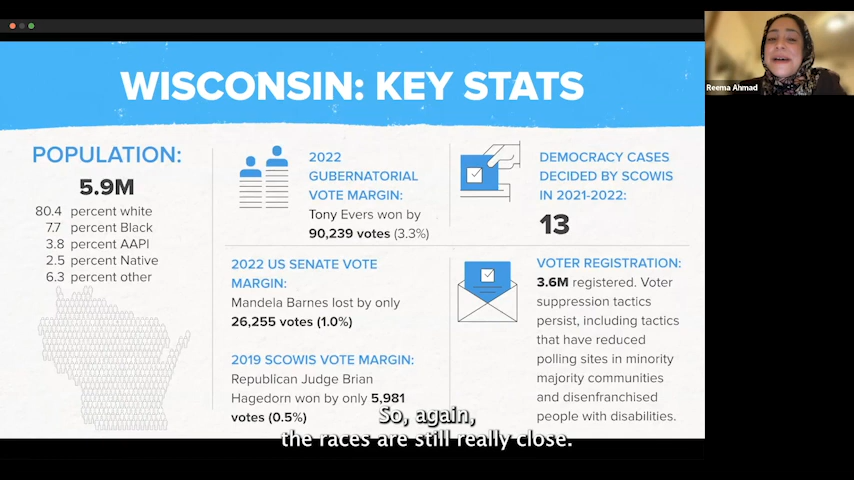 Reema Ahmad
WISCONSIN: KEY STATS
POPULATION:
5.9M
80.4 percent white
7.7 percent Black
3.8 percent AAPI
2.5 percent Native
6.3 percent other
2022
GUBERNATORIAL
VOTE MARGIN:
Tony Evers won by
90,239 votes (3.3%)
DEMOCRACY CASES
DECIDED BY SCOWIS
IN 2021-2022:
13
2022 US SENATE VOTE
MARGIN:
Mandela Barnes lost by only
26,255 votes (1.0%)
2019 SCOWIS VOTE MARGIN:
Republican Judge Brian
Hagedorn won by only 5,981
votes (0.5%)
VOTER REGISTRATION:
3.6M registered. Voter
suppression tactics
persist, including tactics
that have reduced
polling sites in minority
majority communities
and disenfranchised
people with disabilities.
So, again,
the races are still really close.